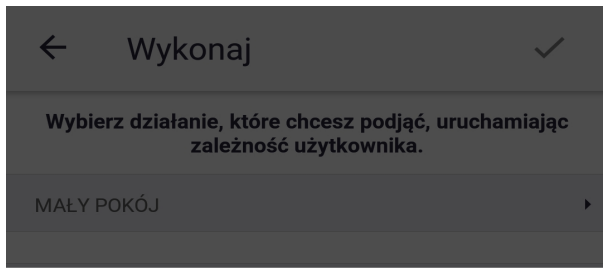 Wykonaj
Wybierz działanie, które chcesz podjąć, uruchamiając
zależność użytkownika.
MAŁY POKÓJ